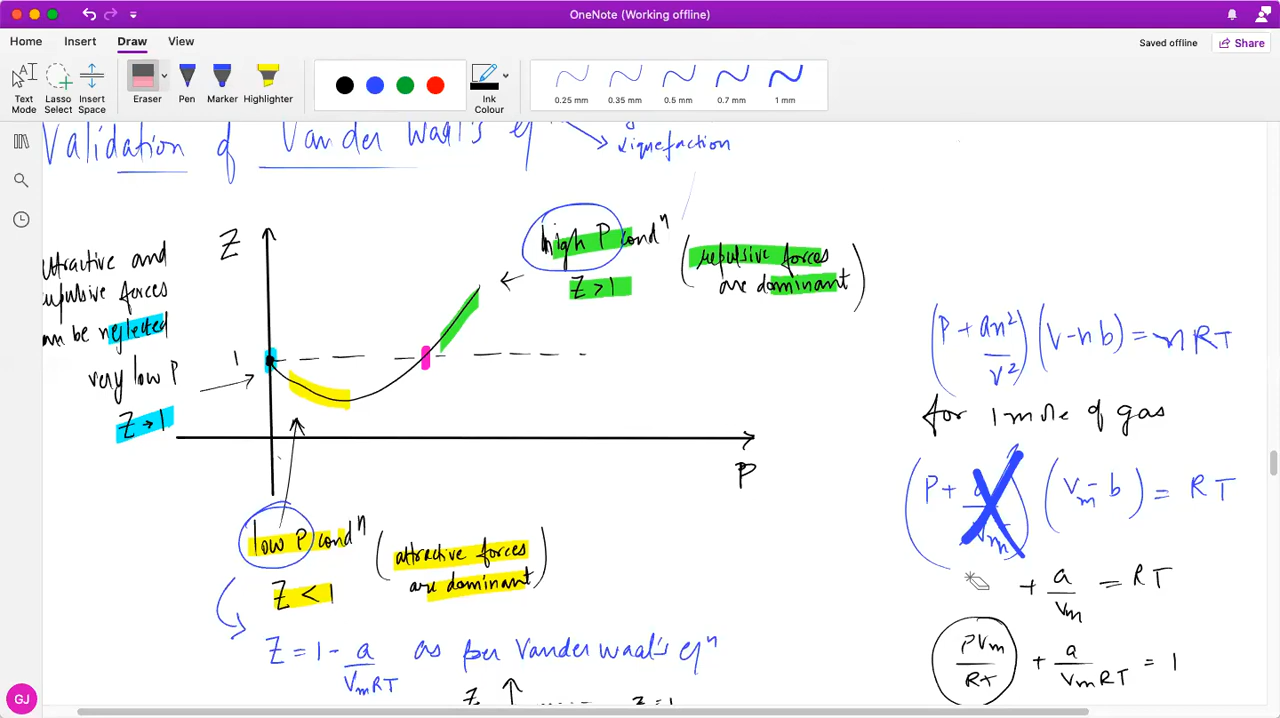 OneNote (Working offline)
Home Insert Draw View
Saved offline
Share
Text Mode
Lasso Select
Insert Space
Eraser
Pen
Marker
Highlighter
Ink Colour
0.25 mm
0.35 mm
0.5 mm
0.7 mm
1 mm
Validation of Vander Waal's eqn
Liquefaction
Z
high P condn
(repulsive forces
are dominant)
Z > 1
attractive and
repulsive forces
can be neglected
very low P
Z → 1
1
P
low P condn
(attractive forces
are dominant)
Z < 1
Z = 1 - a/VmRT as per Vanderwaal's eqn
Z
Z = 1
(P + an²/V²) (V - nb) = nRT
for 1 mole of gas
(P + a/Vm) (Vm - b) = RT
+ a/Vm = RT
PVm/RT + a/VmRT = 1
GJ